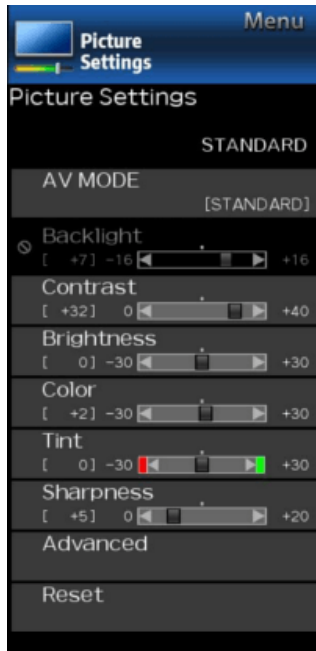 Menu
Picture
Settings
Picture Settings
STANDARD
AV MODE
[STANDARD]
Backlight
[ +7] -16 +16
Contrast
[ +32] 0 +40
Brightness
[ 0] -30 +30
Color
[ +2] -30 +30
Tint
[ 0] -30 +30
Sharpness
[ +5] 0 +20
Advanced
Reset